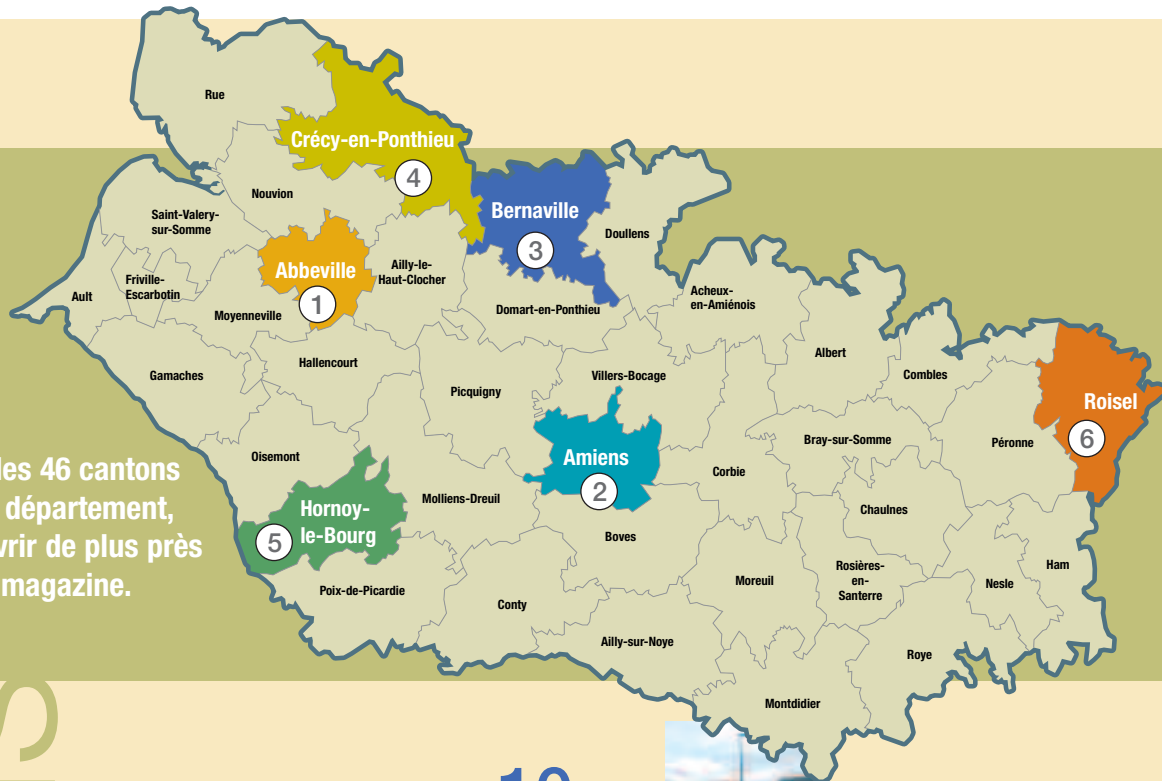 Rue
Crécy-en-Ponthieu
4
Nouvion
Bernaville
3
Saint-Valery-
sur-Somme
Doullens
Abbeville
1
Ailly-le-
Haut-Clocher
Friville-
Escarbotin
Ault
Moyenneville
Domart-en-Ponthieu
Acheux-
en-Amiénois
Hallencourt
Albert
Gamaches
Villers-Bocage
Combles
Picquigny
Roisel
6
Oisemont
Bray-sur-Somme
Péronne
Amiens
2
Corbie
Molliens-Dreuil
Hornoy-
le-Bourg
5
Chaulnes
Boves
les 46 cantons
département,
vrir de plus près
magazine.
Poix-de-Picardie
Conty
Moreuil
Rosières-
en-
Santerre
Nesle
Ham
Ailly-sur-Noye
Roye
Montdidier